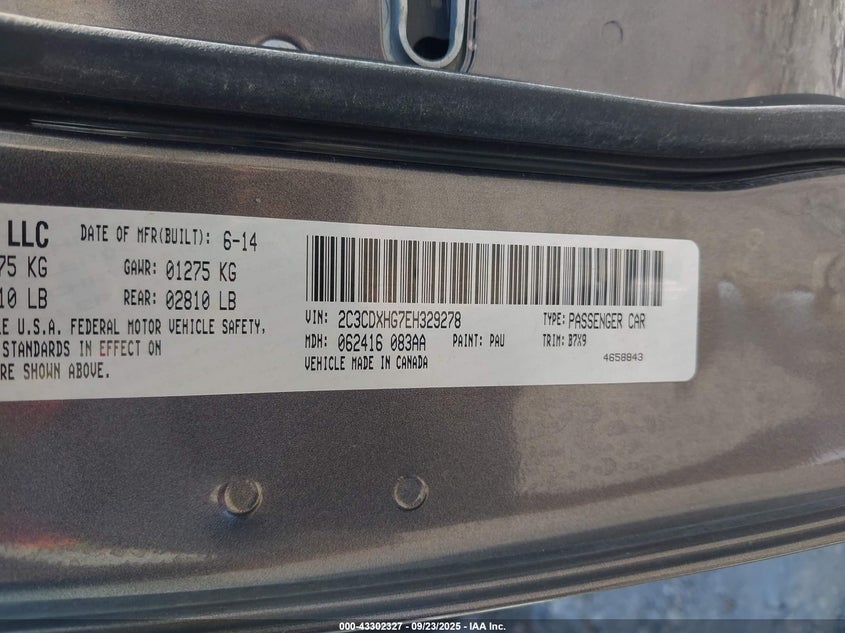 LLC DATE OF MFR(BUILT): 6-14
75 KG GAWR: 01275 KG
10 LB REAR: 02810 LB
LE U.S.A. FEDERAL MOTOR VEHICLE SAFETY,
STANDARDS IN EFFECT ON
RE SHOWN ABOVE.
VIN: 2C3CDXHG7EH329278 TYPE: PASSENGER CAR
MDH: 062416 083AA PAINT: PAU TRIM: B7X9
VEHICLE MADE IN CANADA 4658843
000-43302327 - 09/23/2025 - IAA Inc.